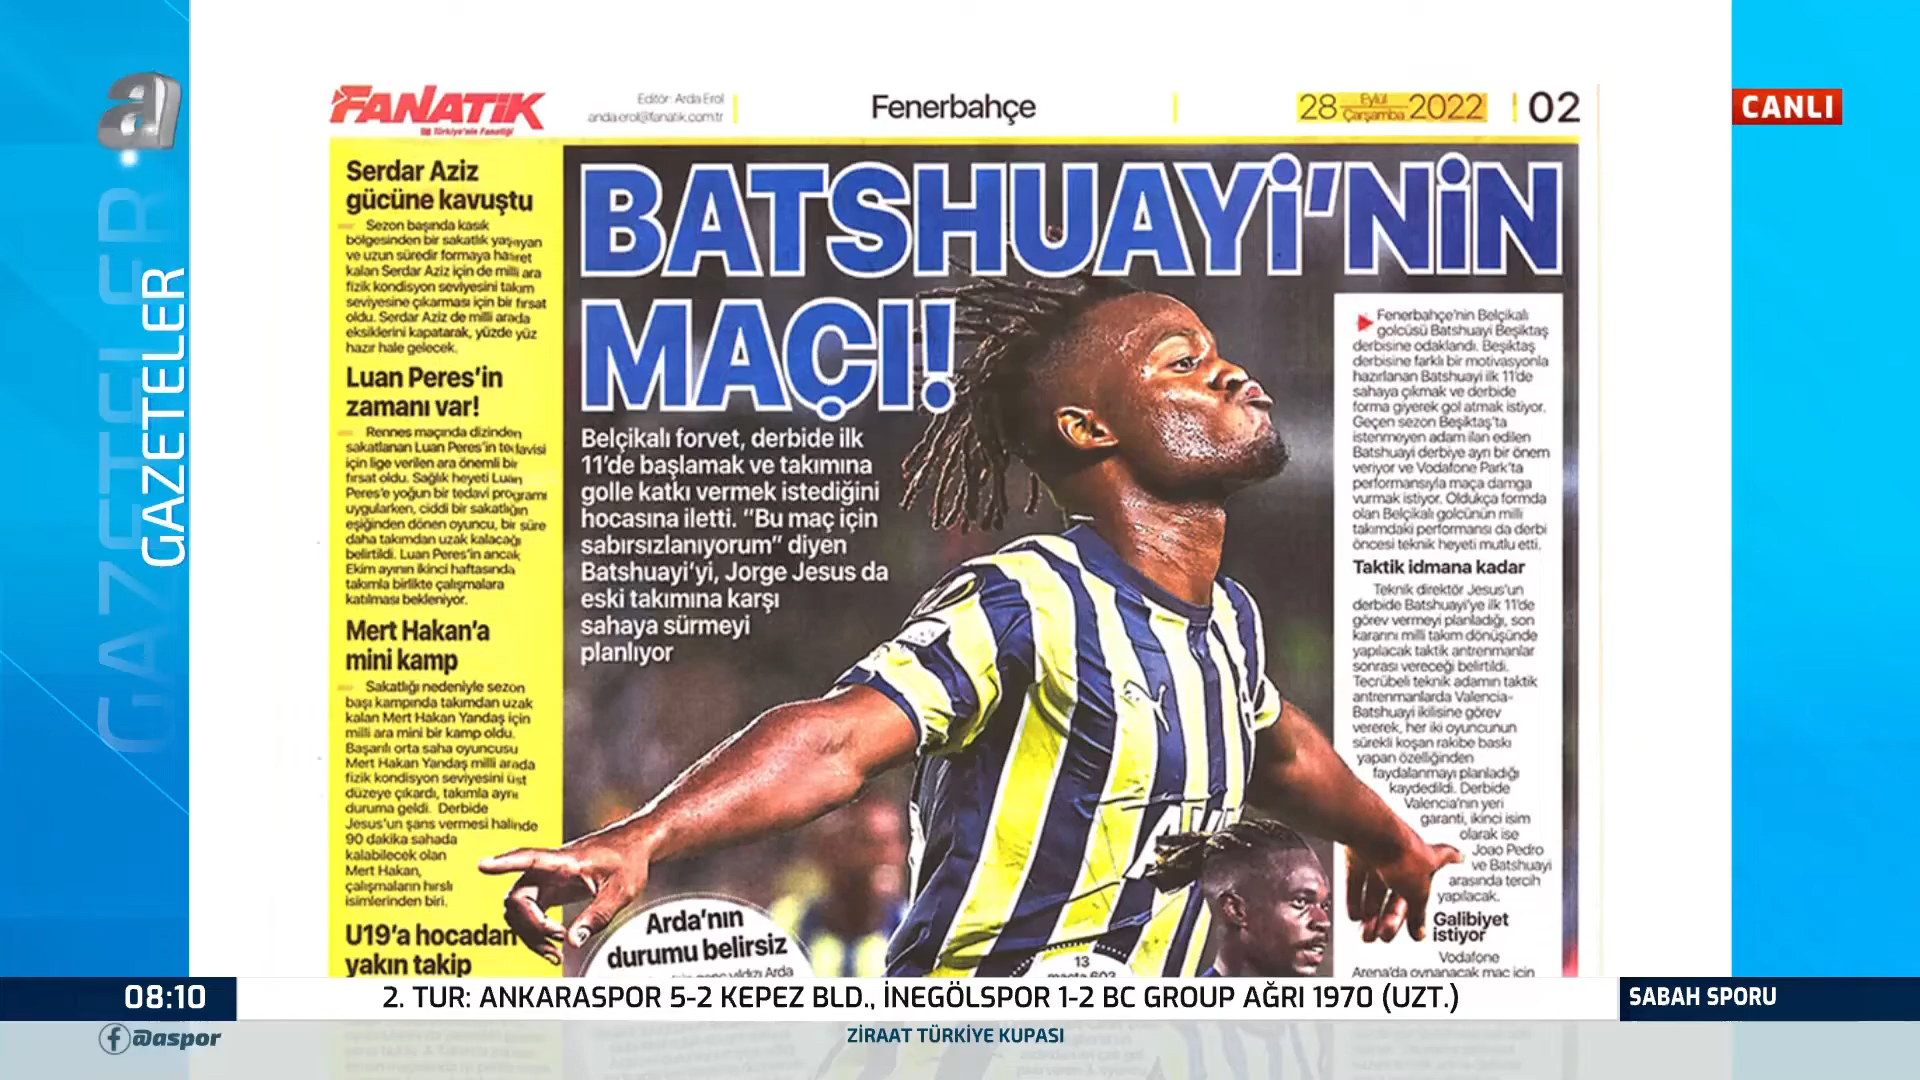 a
GAZETELER
GAZETELER
CANLI
FANATİK
Türkiye'nin Fanatiği
Editör: Arda Erol
arda.erol@fanatik.com.tr
Fenerbahçe
28 Eylül Çarşamba 2022
02
Serdar Aziz
gücüne kavuştu
Sezon başında kasık
bölgesinden bir sakatlık yaşayan
ve uzun süredir formaya hasret
kalan Serdar Aziz için de milli ara
fizik kondisyon seviyesini takım
seviyesine çıkarması için bir fırsat
oldu. Serdar Aziz de milli arada
eksiklerini kapatarak, yüzde yüz
hazır hale gelecek.
Luan Peres'in
zamanı var!
Rennes maçında dizinden
sakatlanan Luan Peres'in tedavisi
için lige verilen ara önemli bir
fırsat oldu. Sağlık heyeti Luan
Peres'e yoğun bir tedavi programı
uygularken, ciddi bir sakatlığın
eşiğinden dönen oyuncu, bir süre
daha takımdan uzak kalacağı
belirtildi. Luan Peres'in ancak
Ekim ayının ikinci haftasında
takımla birlikte çalışmalara
katılması bekleniyor.
Mert Hakan'a
mini kamp
Sakatlığı nedeniyle sezon
başı kampında takımdan uzak
kalan Mert Hakan Yandaş için
milli ara mini bir kamp oldu.
Başarılı orta saha oyuncusu
Mert Hakan Yandaş milli arada
fizik kondisyon seviyesini üst
düzeye çıkardı, takımla aynı
duruma geldi. Derbide
Jesus'un şans vermesi halinde
90 dakika sahada
kalabilecek olan
Mert Hakan,
çalışmaların hırslı
isimlerinden biri.
U19'a hocadan
yakın takip
BATSHUAYİ'NİN
MAÇI!
Belçikalı forvet, derbide ilk
11'de başlamak ve takımına
golle katkı vermek istediğini
hocasına iletti. "Bu maç için
sabırsızlanıyorum" diyen
Batshuayi'yi, Jorge Jesus da
eski takımına karşı
sahaya sürmeyi
planlıyor
Arda'nın
durumu belirsiz
genç yıldızı Arda
13
maçta 603
Fenerbahçe'nin Belçikalı
golcüsü Batshuayi Beşiktaş
derbisine odaklandı. Beşiktaş
derbisine farklı bir motivasyonla
hazırlanan Batshuayi ilk 11'de
sahaya çıkmak ve derbide
forma giyerek gol atmak istiyor.
Geçen sezon Beşiktaş'ta
istenmeyen adam ilan edilen
Batshuayi derbiye ayrı bir önem
veriyor ve Vodafone Park'ta
performansıyla maça damga
vurmak istiyor. Oldukça formda
olan Belçikalı golcünün milli
takımdaki performansı da derbi
öncesi teknik heyeti mutlu etti.
Taktik idmana kadar
Teknik direktör Jesus'un
derbide Batshuayi'ye ilk 11'de
görev vermeyi planladığı, son
kararını milli takım dönüşünde
yapılacak taktik antrenmanlar
sonrası vereceği belirtildi.
Tecrübeli teknik adamın taktik
antrenmanlarda Valencia-
Batshuayi ikilisine görev
vererek, her iki oyuncunun
sürekli koşan rakibe baskı
yapan özelliğinden
faydalanmayı planladığı
kaydedildi. Derbide
Valencia'nın yeri
garanti, ikinci isim
olarak ise
Joao Pedro
ve Batshuayi
arasında tercih
yapılacak.
Galibiyet
istiyor
Vodafone
Arena'da oynanacak maç için
08:10
2. TUR: ANKARASPOR 5-2 KEPEZ BLD., İNEGÖLSPOR 1-2 BC GROUP AĞRI 1970 (UZT.)
SABAH SPORU
@aspor
ZİRAAT TÜRKİYE KUPASI